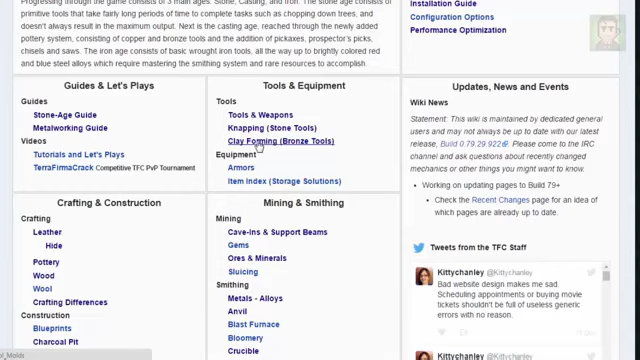 Progressing through the game consists of 3 main ages: Stone, Casting, and Iron. The stone age consists of
primitive tools that take fairly long periods of time to complete tasks such as chopping down trees, and
doesn't always result in the maximum output. Next is the casting age, reached through the newly added
pottery system, consisting of copper and bronze tools and the addition of pickaxes, prospector's picks,
chisels and saws. The iron age consists of basic wrought iron tools, all the way up to brightly colored red
and blue steel alloys which require mastering the smithing system and rare resources to accomplish.
Installation Guide
Configuration Options
Performance Optimization
Guides & Let's Plays
Guides
Stone-Age Guide
Metalworking Guide
Videos
Tutorials and Let's Plays
TerraFirmaCrack Competitive TFC PvP Tournament
Tools & Equipment
Tools
Tools & Weapons
Knapping (Stone Tools)
Clay Forming (Bronze Tools)
Equipment
Armors
Item Index (Storage Solutions)
Updates, News and Events
Wiki News
Statement: This wiki is maintained by dedicated general
users and may not always be up to with our latest
release, Build 0.79.29.922. Please come to the IRC
channel and ask questions about recently changed
mechanics or other things you might want to know.
Working on updating pages to Build 79+
Check the Recent Changes page for an idea of
which pages are already up to date.
Crafting & Construction
Crafting
Leather
Hide
Pottery
Wood
Wool
Crafting Differences
Construction
Blueprints
Charcoal Pit
Mining & Smithing
Mining
Cave-Ins & Support Beams
Gems
Ores & Minerals
Sluicing
Smithing
Metals - Alloys
Anvil
Blast Furnace
Bloomery
Crucible
Tweets from the TFC Staff
Kittychanley @Kittychanley
Bad website design makes me sad.
Scheduling appointments or buying movie
tickets shouldn't be full of useless generic
errors with no reason.
Kittychanley @Kittychanley
ol_Molds